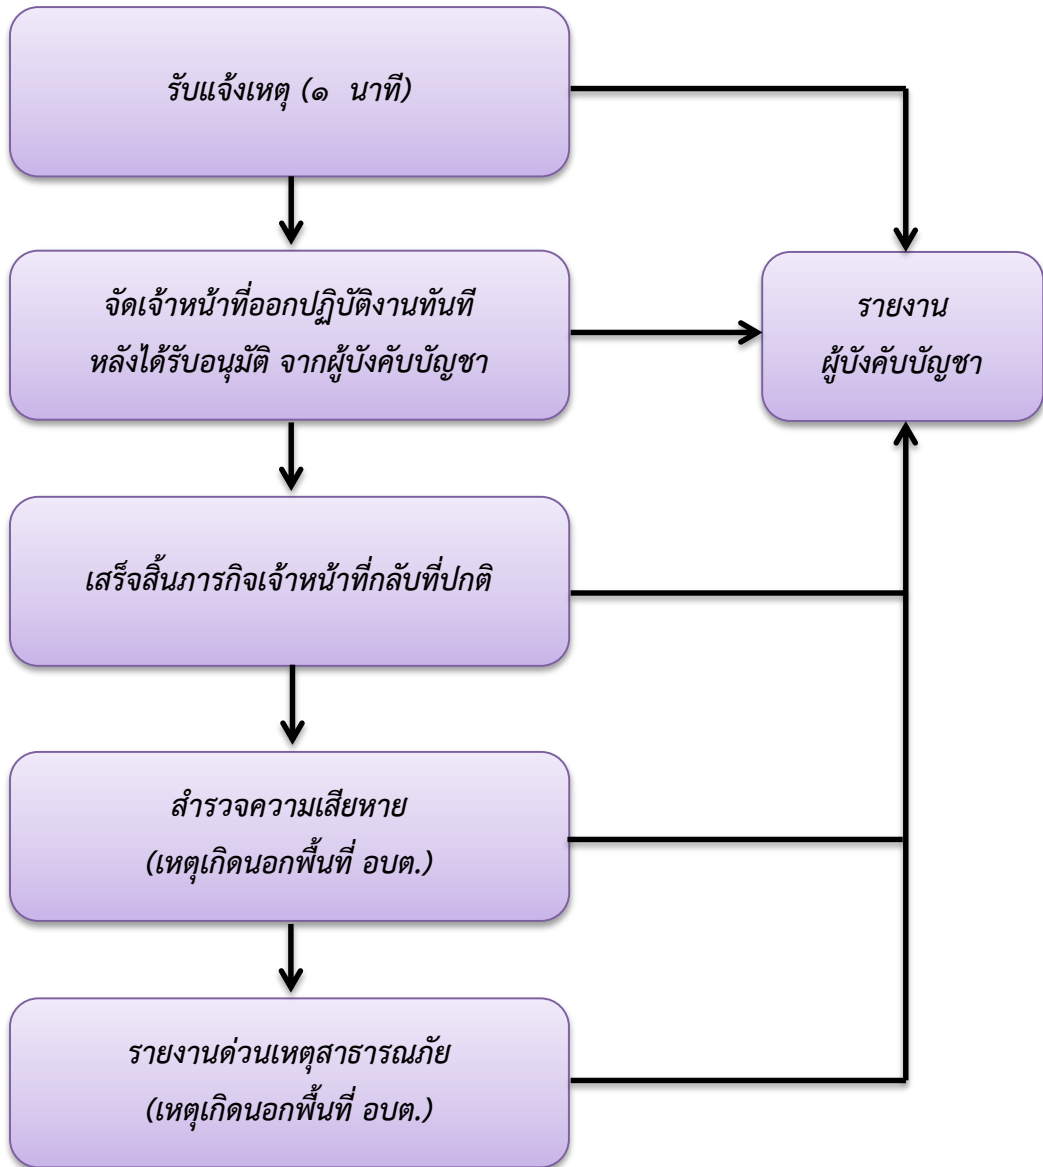 รับแจ้งเหตุ (๑ นาที)
จัดเจ้าหน้าที่ออกปฏิบัติงานทันที
หลังได้รับอนุมัติ จากผู้บังคับบัญชา
รายงาน
ผู้บังคับบัญชา
เสร็จสิ้นภารกิจเจ้าหน้าที่กลับที่ปกติ
สำรวจความเสียหาย
(เหตุเกิดนอกพื้นที่ อบต.)
รายงานด่วนเหตุสาธารณภัย
(เหตุเกิดนอกพื้นที่ อบต.)